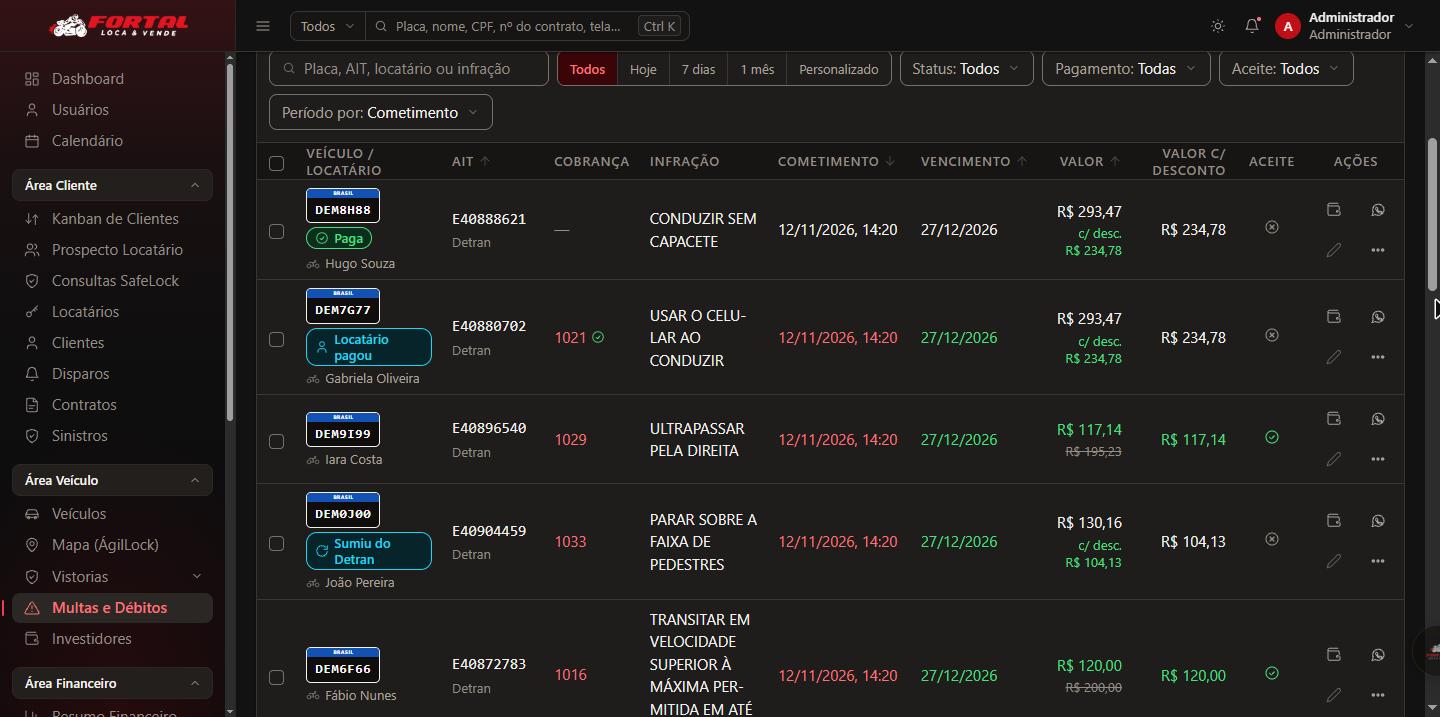 FORTAL
LOCA & VENDE
Todos
Placa, nome, CPF, nº do contrato, tela...
Ctrl K
A
Administrador
Administrador
Dashboard
Usuários
Calendário
Área Cliente
Kanban de Clientes
Prospecto Locatário
Consultas SafeLock
Locatários
Clientes
Disparos
Contratos
Sinistros
Área Veículo
Veículos
Mapa (ÁgilLock)
Vistorias
Multas e Débitos
Investidores
Área Financeiro
Resumo Financeiro
Placa, AIT, locatário ou infração
Todos
Hoje
7 dias
1 mês
Personalizado
Status: Todos
Pagamento: Todas
Aceite: Todos
Período por: Cometimento
VEÍCULO /
LOCATÁRIO
AIT
COBRANÇA
INFRAÇÃO
COMETIMENTO
VENCIMENTO
VALOR
VALOR C/
DESCONTO
ACEITE
AÇÕES
BRASIL
DEM8H88
Paga
Hugo Souza
E40888621
Detran
—
CONDUZIR SEM
CAPACETE
12/11/2026, 14:20
27/12/2026
R$ 293,47
c/ desc.
R$ 234,78
R$ 234,78
BRASIL
DEM7G77
Locatário
pagou
Gabriela Oliveira
E40880702
Detran
1021
USAR O CELU-
LAR AO
CONDUZIR
12/11/2026, 14:20
27/12/2026
R$ 293,47
c/ desc.
R$ 234,78
R$ 234,78
BRASIL
DEM9I99
Iara Costa
E40896540
Detran
1029
ULTRAPASSAR
PELA DIREITA
12/11/2026, 14:20
27/12/2026
R$ 117,14
R$ 195,23
R$ 117,14
BRASIL
DEM0J00
Sumiu do
Detran
João Pereira
E40904459
Detran
1033
PARAR SOBRE A
FAIXA DE
PEDESTRES
12/11/2026, 14:20
27/12/2026
R$ 130,16
c/ desc.
R$ 104,13
R$ 104,13
BRASIL
DEM6F66
Fábio Nunes
E40872783
Detran
1016
TRANSITAR EM
VELOCIDADE
SUPERIOR À
MÁXIMA PER-
MITIDA EM ATÉ
12/11/2026, 14:20
27/12/2026
R$ 120,00
R$ 200,00
R$ 120,00